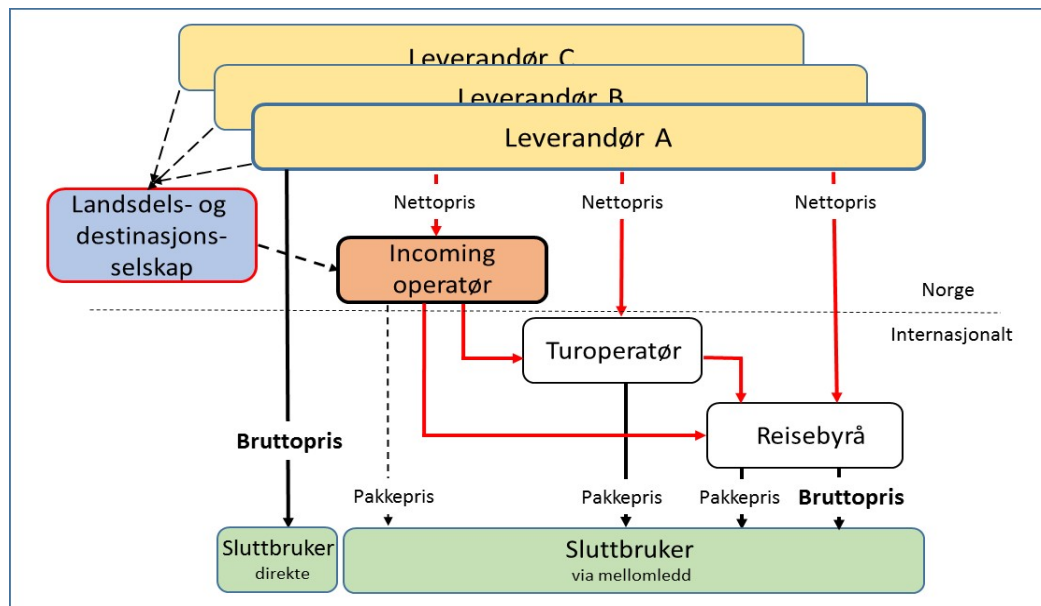 Leverandør C
Leverandør B
Leverandør A
Landsdels- og
destinasjons-
selskap
Nettopris
Nettopris
Nettopris
Incoming
operatør
Norge
Internasjonalt
Turoperatør
Reisebyrå
Bruttopris
Pakkepris
Pakkepris
Pakkepris
Bruttopris
Sluttbruker
direkte
Sluttbruker
via mellomledd